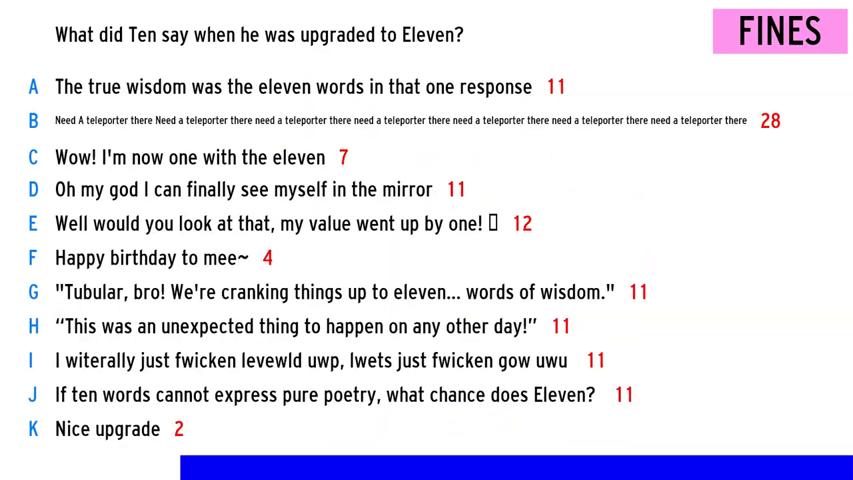 What did Ten say when he was upgraded to Eleven?
FINES
A The true wisdom was the eleven words in that one response 11
B Need A teleporter there Need a teleporter there need a teleporter there need a teleporter there need a teleporter there need a teleporter there need a teleporter there 28
C Wow! I'm now one with the eleven 7
D Oh my god I can finally see myself in the mirror 11
E Well would you look at that, my value went up by one! 12
F Happy birthday to mee~ 4
G "Tubular, bro! We're cranking things up to eleven... words of wisdom." 11
H “This was an unexpected thing to happen on any other day!” 11
I I witerally just fwicken levewld uwp, lwets just fwicken gow uwu 11
J If ten words cannot express pure poetry, what chance does Eleven? 11
K Nice upgrade 2